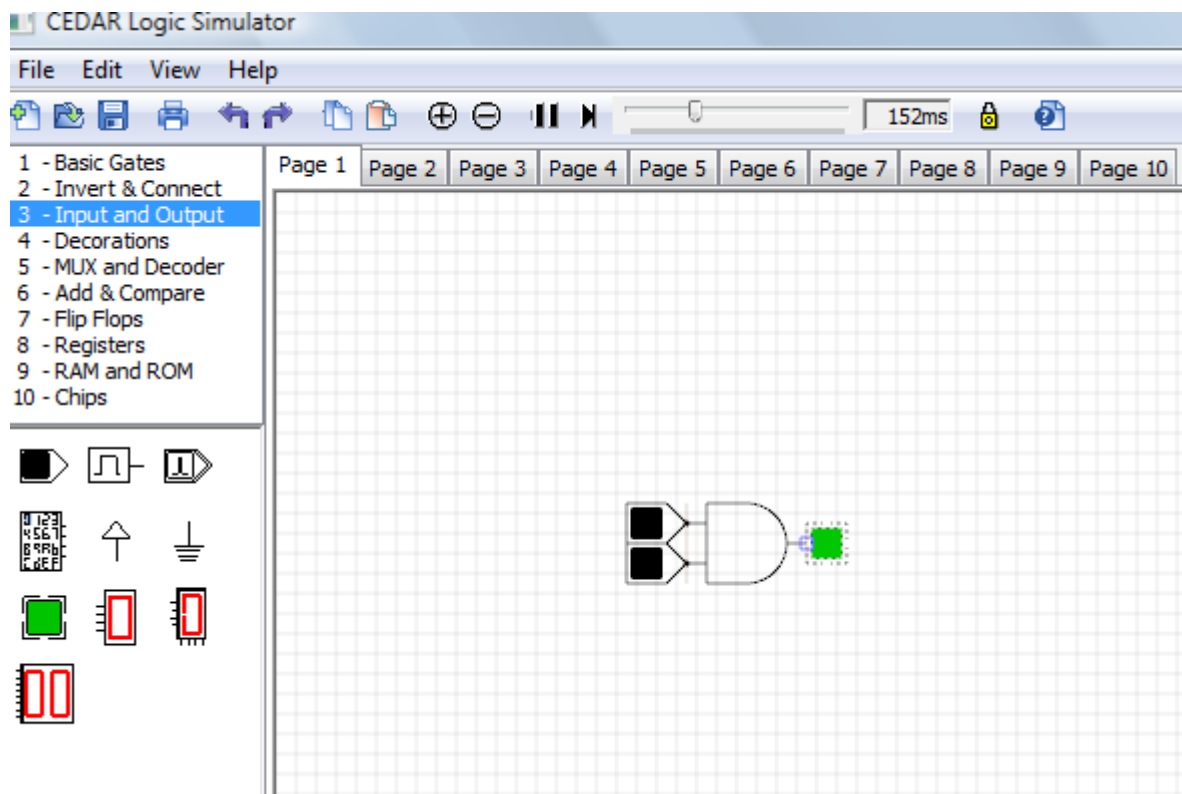 CEDAR Logic Simulator
File Edit View Help
152ms
1 - Basic Gates
2 - Invert & Connect
3 - Input and Output
4 - Decorations
5 - MUX and Decoder
6 - Add & Compare
7 - Flip Flops
8 - Registers
9 - RAM and ROM
10 - Chips
Page 1 Page 2 Page 3 Page 4 Page 5 Page 6 Page 7 Page 8 Page 9 Page 10